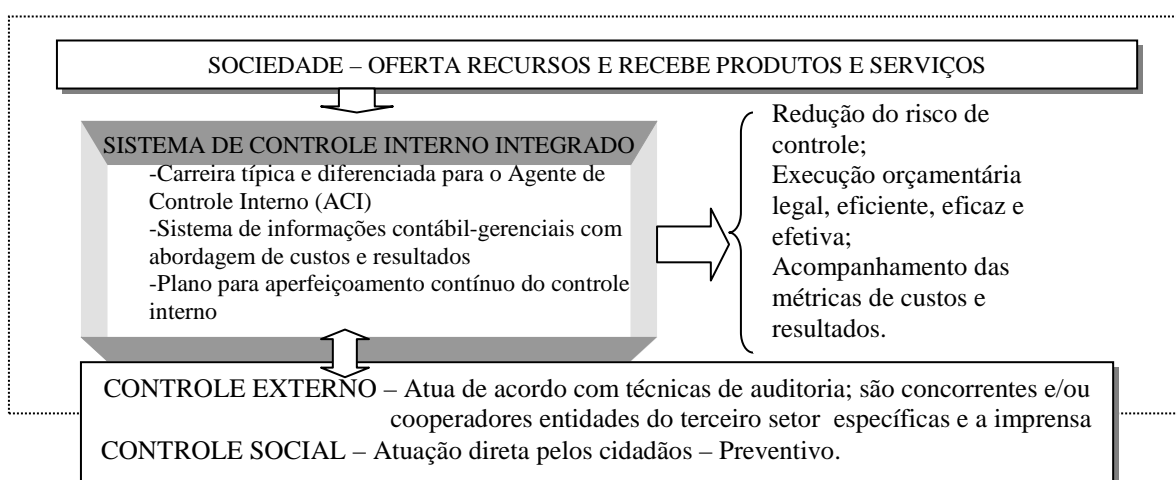 SOCIEDADE – OFERTA RECURSOS E RECEBE PRODUTOS E SERVIÇOS
SISTEMA DE CONTROLE INTERNO INTEGRADO
-Carreira típica e diferenciada para o Agente de
Controle Interno (ACI)
-Sistema de informações contábil-gerenciais com
abordagem de custos e resultados
-Plano para aperfeiçoamento contínuo do controle
interno
Redução do risco de
controle;
Execução orçamentária
legal, eficiente, eficaz e
efetiva;
Acompanhamento das
métricas de custos e
resultados.
CONTROLE EXTERNO – Atua de acordo com técnicas de auditoria; são concorrentes e/ou
cooperadores entidades do terceiro setor específicas e a imprensa
CONTROLE SOCIAL – Atuação direta pelos cidadãos – Preventivo.